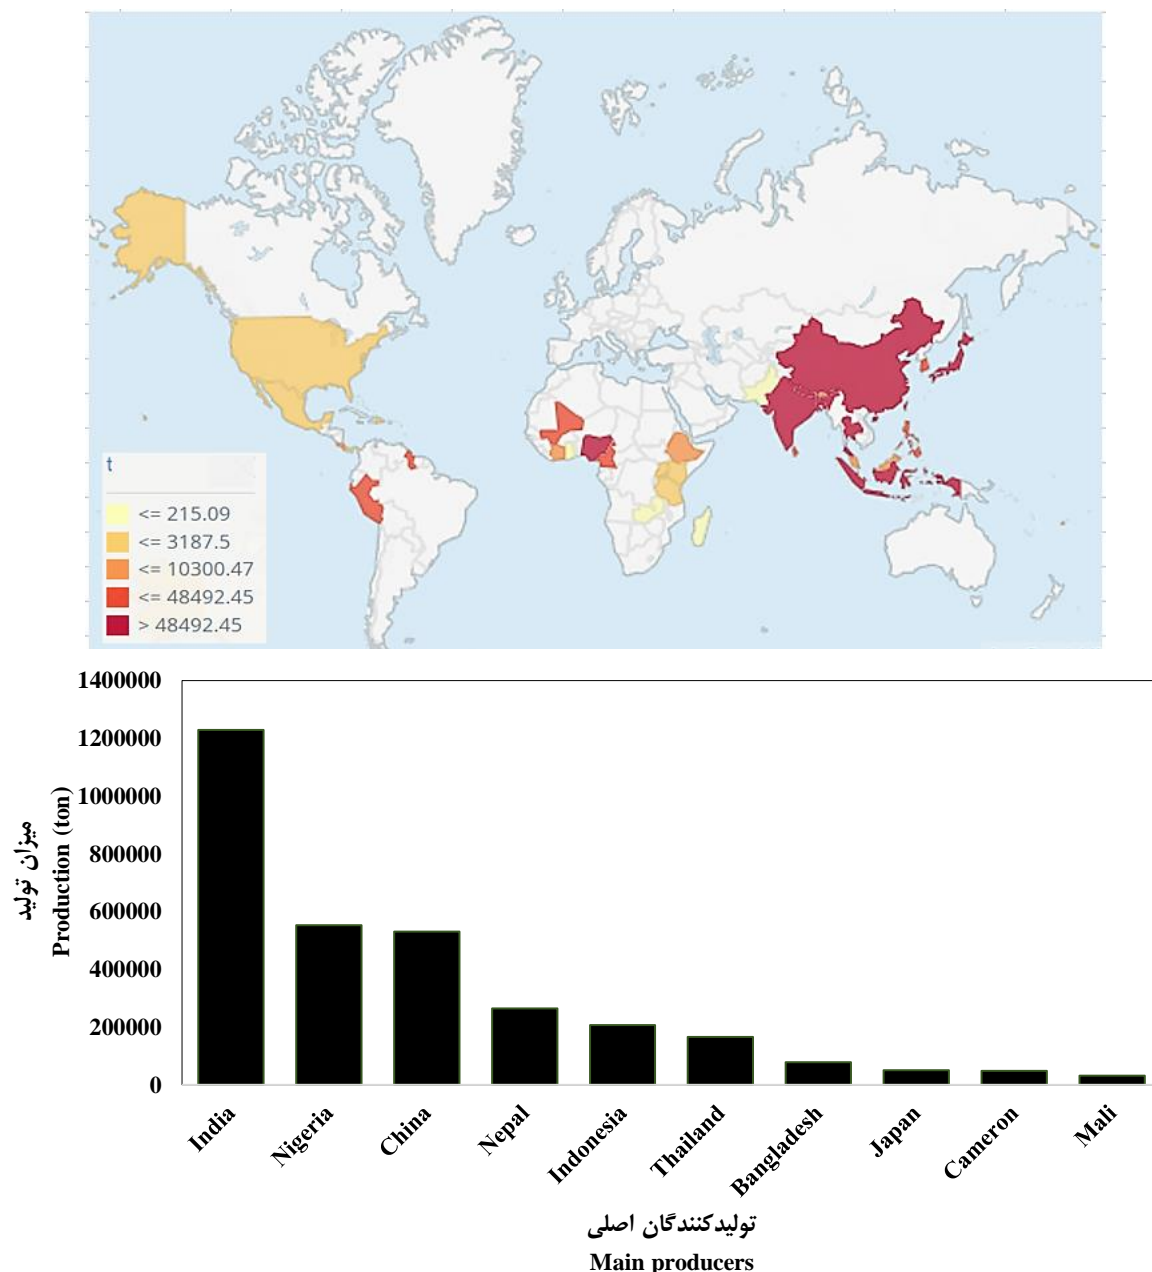 t
<= 215.09
<= 3187.5
<= 10300.47
<= 48492.45
> 48492.45
1400000
1200000
1000000
800000
600000
400000
200000
0
میزان تولید
Production (ton)
India
Nigeria
China
Nepal
Indonesia
Thailand
Bangladesh
Japan
Cameron
Mali
تولیدکنندگان اصلی
Main producers